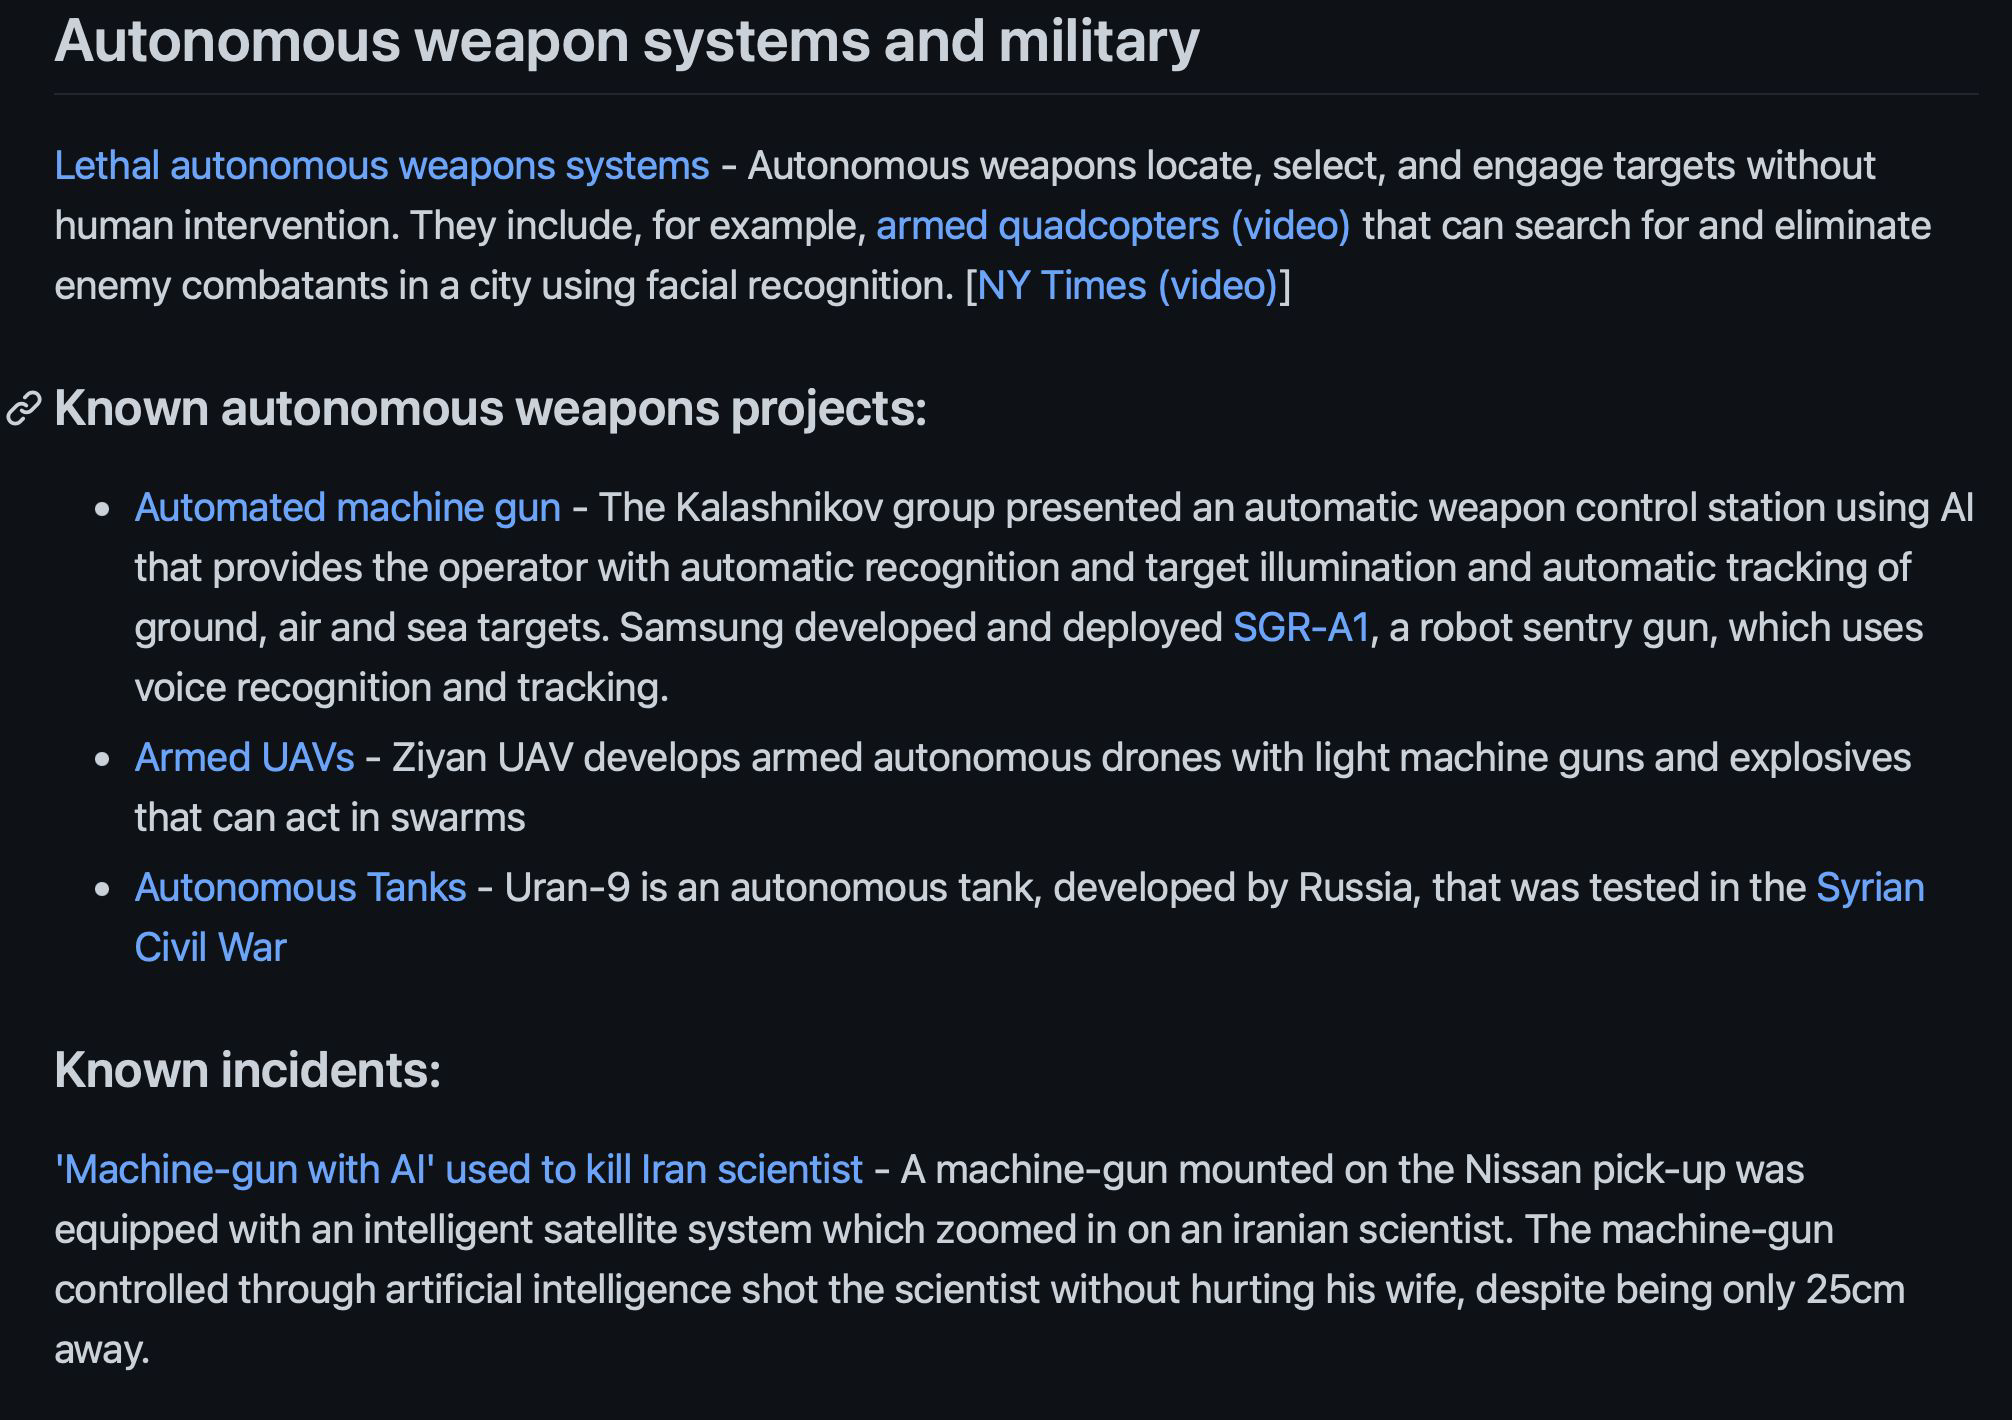 Autonomous weapon systems and military
Lethal autonomous weapons systems - Autonomous weapons locate, select, and engage targets without
human intervention. They include, for example, armed quadcopters (video) that can search for and eliminate
enemy combatants in a city using facial recognition. [NY Times (video)]
Known autonomous weapons projects:
• Automated machine gun - The Kalashnikov group presented an automatic weapon control station using AI
that provides the operator with automatic recognition and target illumination and automatic tracking of
ground, air and sea targets. Samsung developed and deployed SGR-A1, a robot sentry gun, which uses
voice recognition and tracking.
• Armed UAVs - Ziyan UAV develops armed autonomous drones with light machine guns and explosives
that can act in swarms
• Autonomous Tanks - Uran-9 is an autonomous tank, developed by Russia, that was tested in the Syrian
Civil War
Known incidents:
'Machine-gun with AI' used to kill Iran scientist - A machine-gun mounted on the Nissan pick-up was
equipped with an intelligent satellite system which zoomed in on an iranian scientist. The machine-gun
controlled through artificial intelligence shot the scientist without hurting his wife, despite being only 25cm
away.